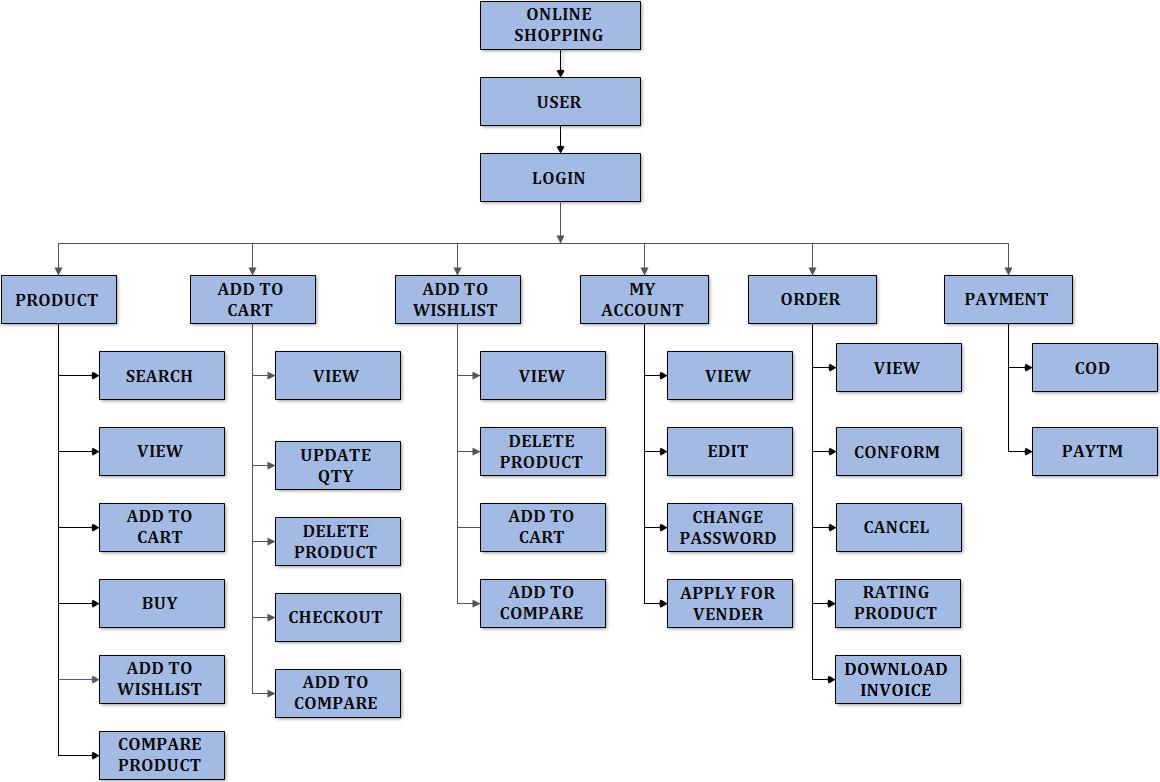 ONLINE
SHOPPING
USER
LOGIN
PRODUCT
ADD TO
CART
ADD TO
WISHLIST
MY
ACCOUNT
ORDER
PAYMENT
SEARCH
VIEW
ADD TO
CART
BUY
ADD TO
WISHLIST
COMPARE
PRODUCT
VIEW
UPDATE
QTY
DELETE
PRODUCT
CHECKOUT
ADD TO
COMPARE
VIEW
DELETE
PRODUCT
ADD TO
CART
ADD TO
COMPARE
VIEW
EDIT
CHANGE
PASSWORD
APPLY FOR
VENDER
VIEW
CONFORM
CANCEL
RATING
PRODUCT
DOWNLOAD
INVOICE
COD
PAYTM